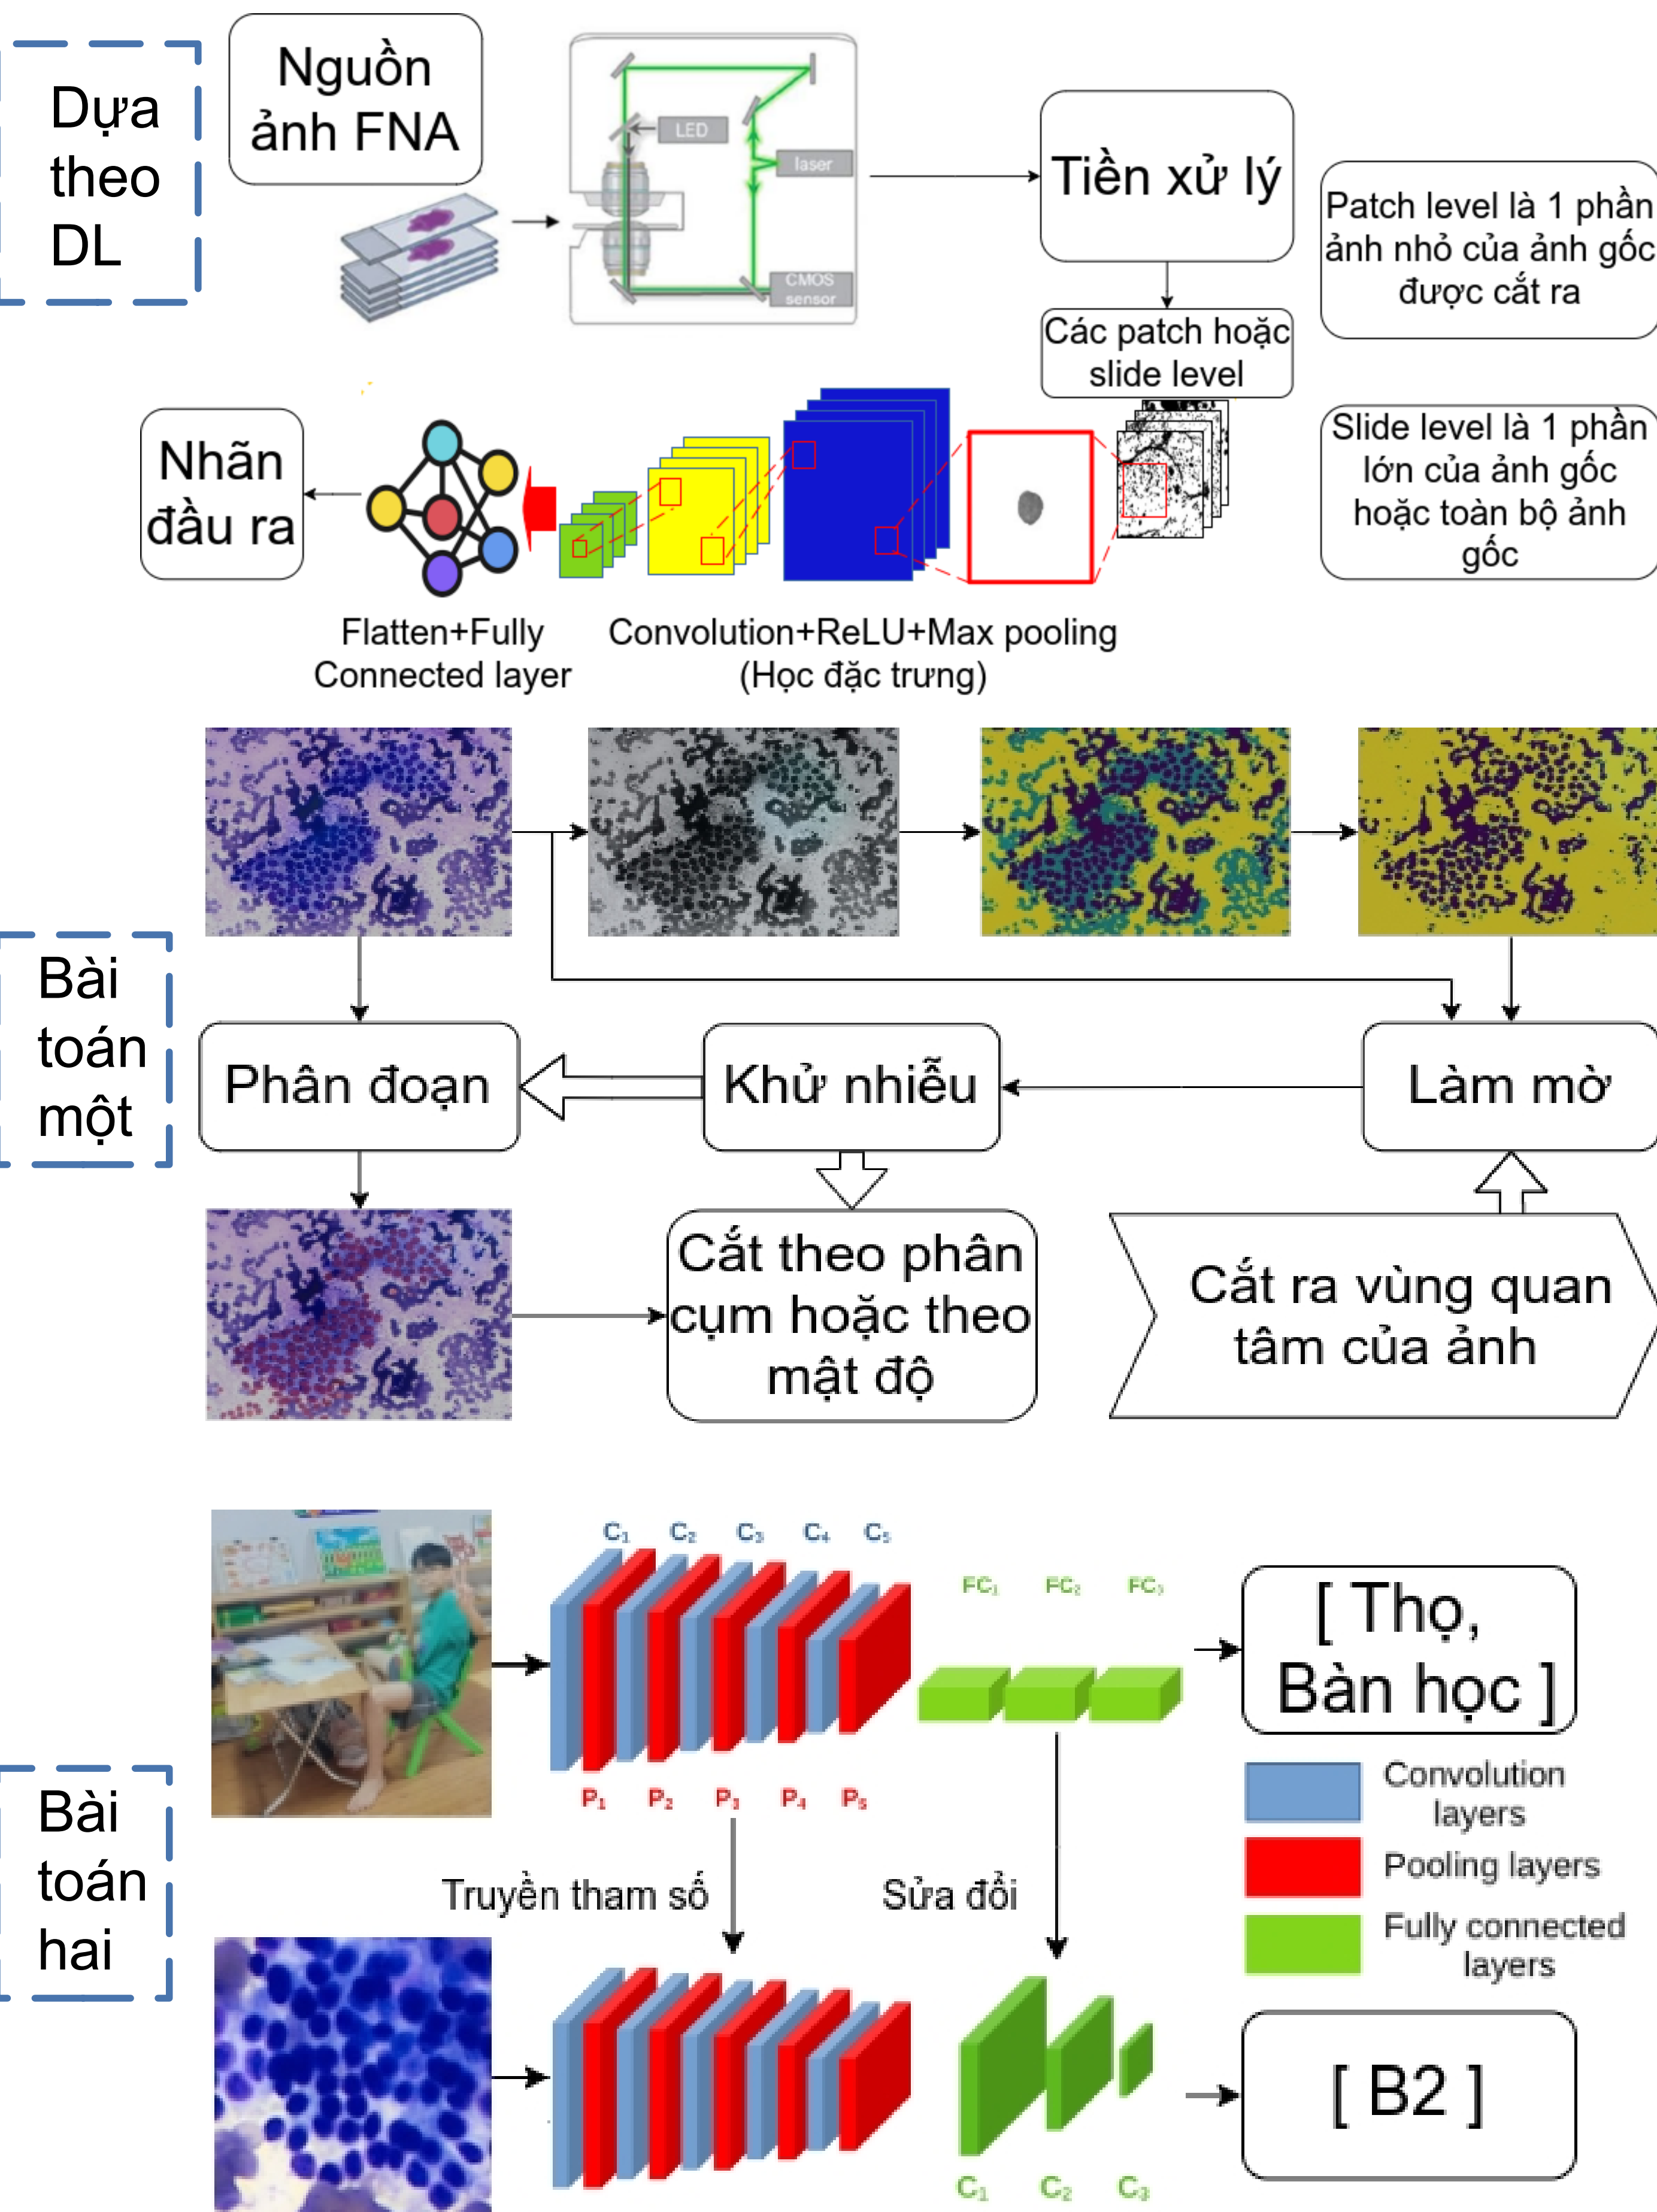 Dựa
theo
DL
Nguồn
ảnh FNA
LED
laser
CMOS
sensor
Tiền xử lý
Patch level là 1 phần
ảnh nhỏ của ảnh gốc
được cắt ra
Các patch hoặc
slide level
Slide level là 1 phần
lớn của ảnh gốc
hoặc toàn bộ ảnh
gốc
Nhãn
đầu ra
Flatten+Fully
Connected layer
Convolution+ReLU+Max pooling
(Học đặc trưng)
Bài
toán
một
Phân đoạn
Khử nhiễu
Làm mờ
Cắt theo phân
cụm hoặc theo
mật độ
Cắt ra vùng quan
tâm của ảnh
Bài
toán
hai
C₁ C₂ C₃ C₄ C₅
FC₁ FC₂ FC₃
P₁ P₂ P₃ P₄ P₅
[ Thọ,
Bàn học ]
Convolution
layers
Pooling layers
Fully connected
layers
Truyền tham số
Sửa đổi
[ B2 ]
C₁ C₂ C₃